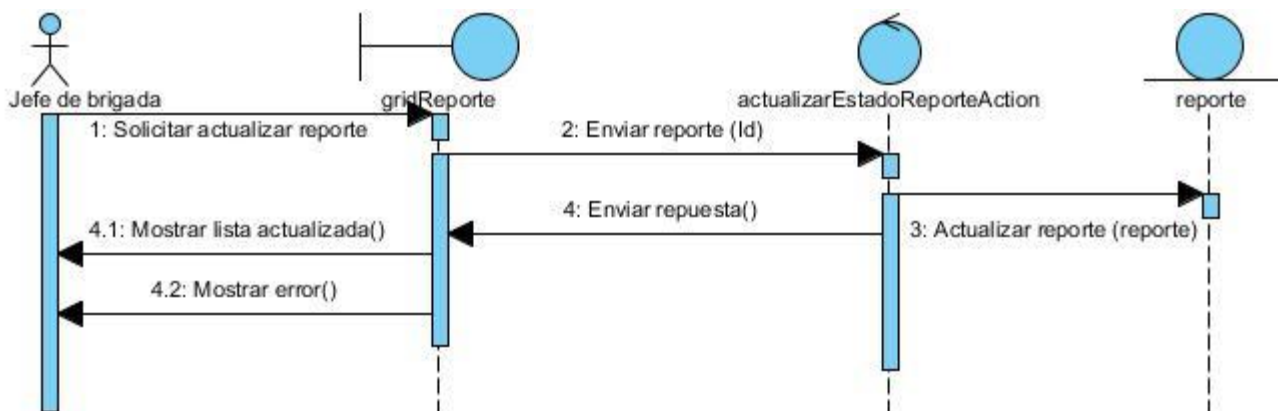 Jefe de brigada
gridReporte
actualizarEstadoReporteAction
reporte
1: Solicitar actualizar reporte
2: Enviar reporte (Id)
4: Enviar repuesta()
3: Actualizar reporte (reporte)
4.1: Mostrar lista actualizada()
4.2: Mostrar error()